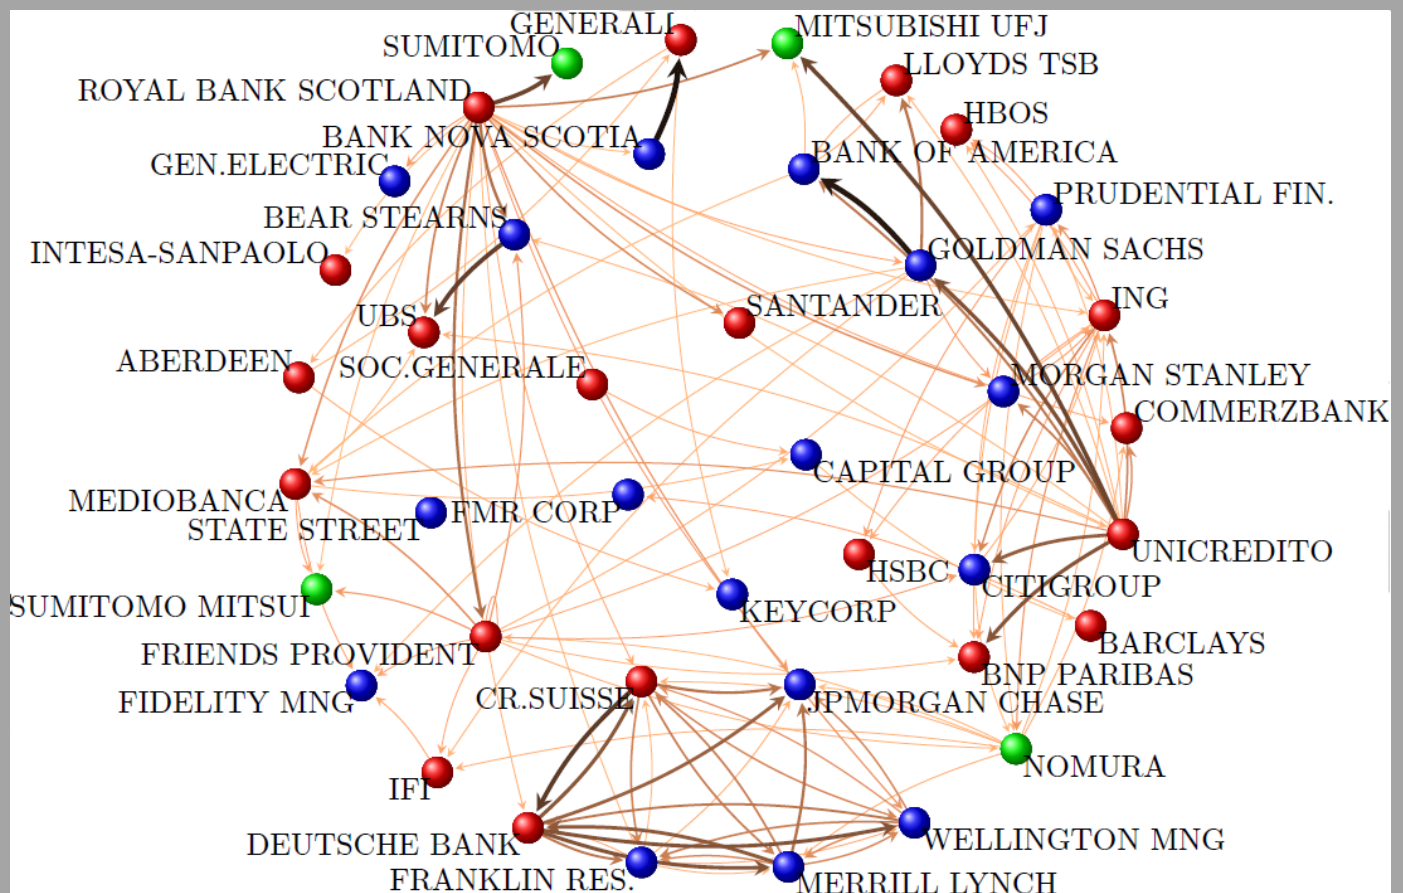 GENERALI
MITSUBISHI UFJ
SUMITOMO
LLOYDS TSB
ROYAL BANK SCOTLAND
HBOS
BANK NOVA SCOTIA
BANK OF AMERICA
GEN.ELECTRIC
PRUDENTIAL FIN.
BEAR STEARNS
GOLDMAN SACHS
INTESA-SANPAOLO
ING
SANTANDER
UBS
ABERDEEN
SOC.GENERALE
MORGAN STANLEY
COMMERZBANK
CAPITAL GROUP
MEDIOBANCA
FMR CORP
STATE STREET
UNICREDITO
HSBC
CITIGROUP
SUMITOMO MITSUI
KEYCORP
BARCLAYS
FRIENDS PROVIDENT
BNP PARIBAS
FIDELITY MNG
CR.SUISSE
JPMORGAN CHASE
NOMURA
IFI
WELLINGTON MNG
DEUTSCHE BANK
FRANKLIN RES.
MERRILL LYNCH